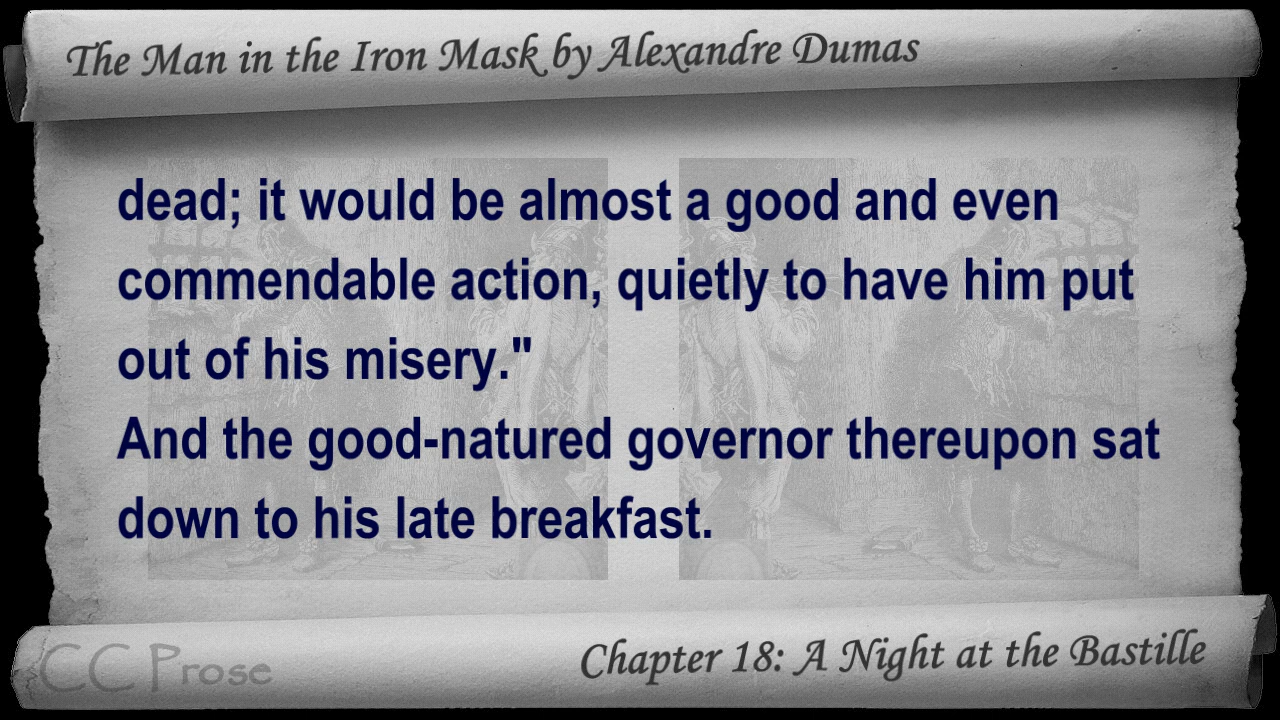 The Man in the Iron Mask by Alexandre Dumas
dead; it would be almost a good and even
commendable action, quietly to have him put
out of his misery."
And the good-natured governor thereupon sat
down to his late breakfast.
CC Prose
Chapter 18: A Night at the Bastille